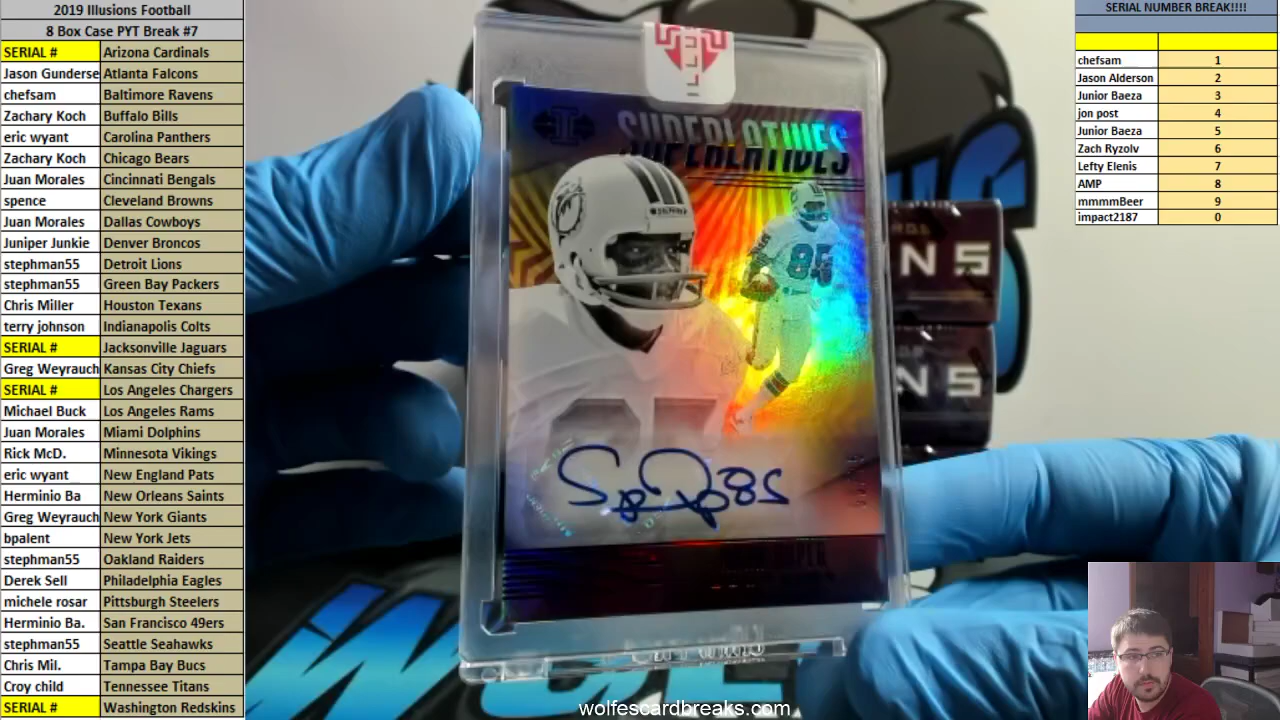 2019 Illusions Football
8 Box Case PYT Break #7
SERIAL # Arizona Cardinals
Jason Gunderse Atlanta Falcons
chefsam Baltimore Ravens
Zachary Koch Buffalo Bills
eric wyant Carolina Panthers
Zachary Koch Chicago Bears
Juan Morales Cincinnati Bengals
spence Cleveland Browns
Juan Morales Dallas Cowboys
Juniper Junkie Denver Broncos
stephman55 Detroit Lions
stephman55 Green Bay Packers
Chris Miller Houston Texans
terry johnson Indianapolis Colts
SERIAL # Jacksonville Jaguars
Greg Weyrauch Kansas City Chiefs
SERIAL # Los Angeles Chargers
Michael Buck Los Angeles Rams
Juan Morales Miami Dolphins
Rick McD. Minnesota Vikings
eric wyant New England Pats
Herminio Ba New Orleans Saints
Greg Weyrauch New York Giants
bpalent New York Jets
stephman55 Oakland Raiders
Derek Sell Philadelphia Eagles
michele rosar Pittsburgh Steelers
Herminio Ba. San Francisco 49ers
stephman55 Seattle Seahawks
Chris Mil. Tampa Bay Bucs
Croy child Tennessee Titans
SERIAL # Washington Redskins
SUPERLATIVES
SUPERLATIVES
85
85
wolfescardbreaks.com
SERIAL NUMBER BREAK!!!!
chefsam 1
Jason Alderson 2
Junior Baeza 3
jon post 4
Junior Baeza 5
Zach Ryzolv 6
Lefty Elenis 7
AMP 8
mmmmBeer 9
impact2187 0